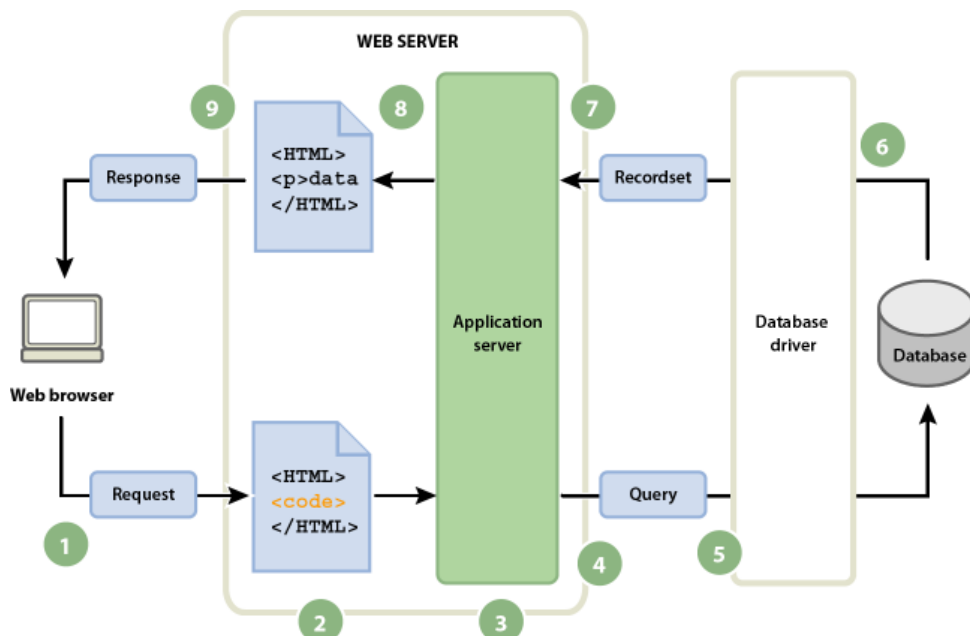 WEB SERVER
9
8
7
6
<HTML>
<p>data
</HTML>
Response
Recordset
Application
server
Database
driver
Database
Web browser
<HTML>
<code>
</HTML>
Request
Query
1
2
3
4
5